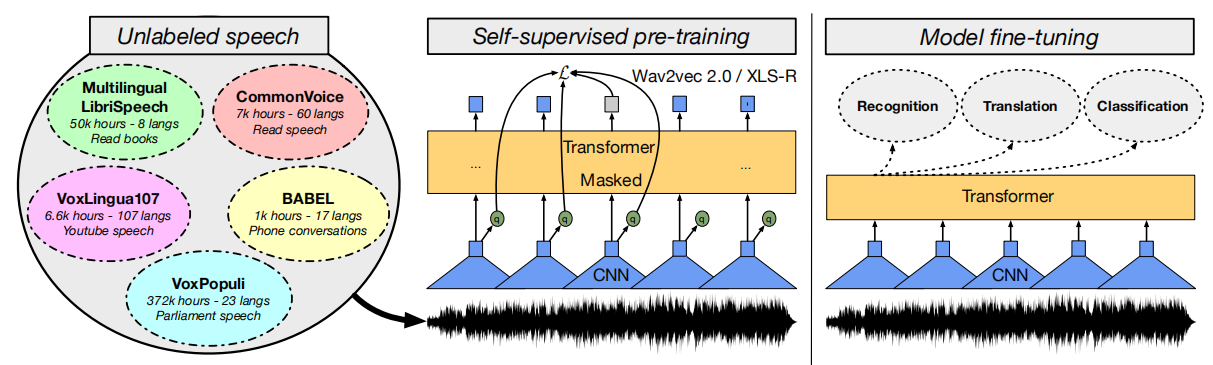 Unlabeled speech
Multilingual
LibriSpeech
50k hours - 8 langs
Read books
CommonVoice
7k hours - 60 langs
Read speech
VoxLingua107
6.6k hours - 107 langs
Youtube speech
BABEL
1k hours - 17 langs
Phone conversations
VoxPopuli
372k hours - 23 langs
Parliament speech
Self-supervised pre-training
ℒ
Wav2vec 2.0 / XLS-R
Transformer
... ...
Masked
q q q q q
CNN
Model fine-tuning
Recognition Translation Classification
Transformer
CNN